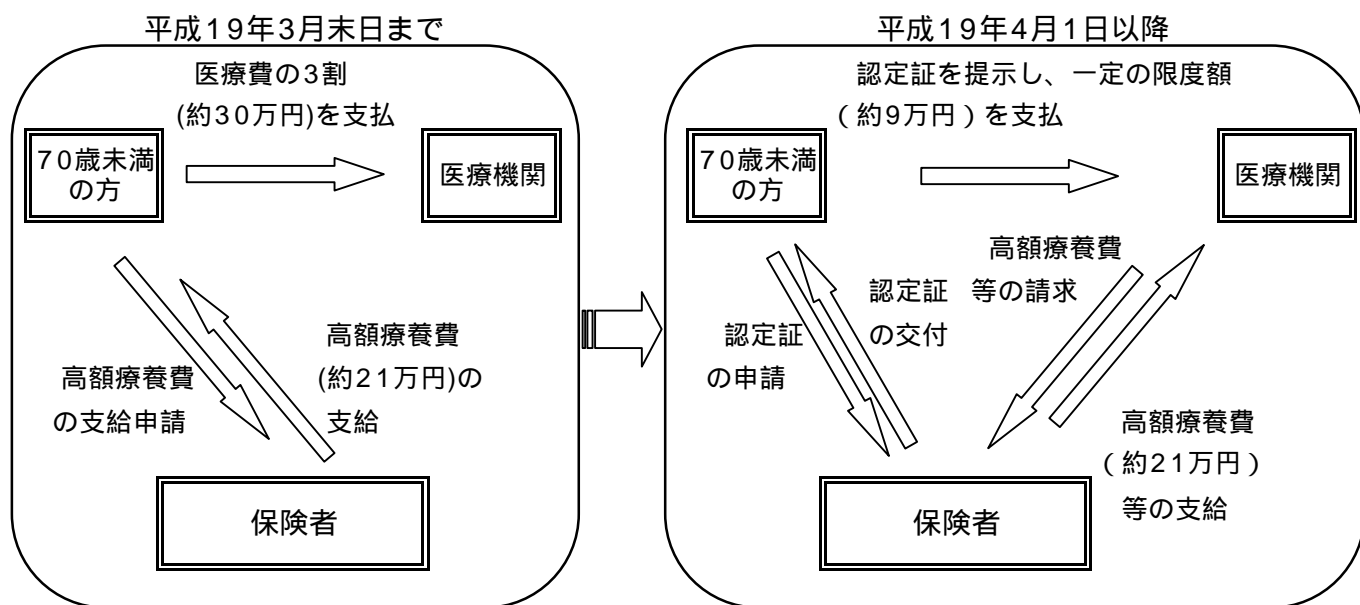 平成19年3月末日まで
医療費の3割
(約30万円)を支払
70歳未満
の方
医療機関
高額療養費
の支給申請
高額療養費
(約21万円)の
支給
保険者
平成19年4月1日以降
認定証を提示し、一定の限度額
(約9万円)を支払
70歳未満
の方
医療機関
認定証
の申請
認定証
の交付
高額療養費
等の請求
高額療養費
(約21万円)
等の支給
保険者